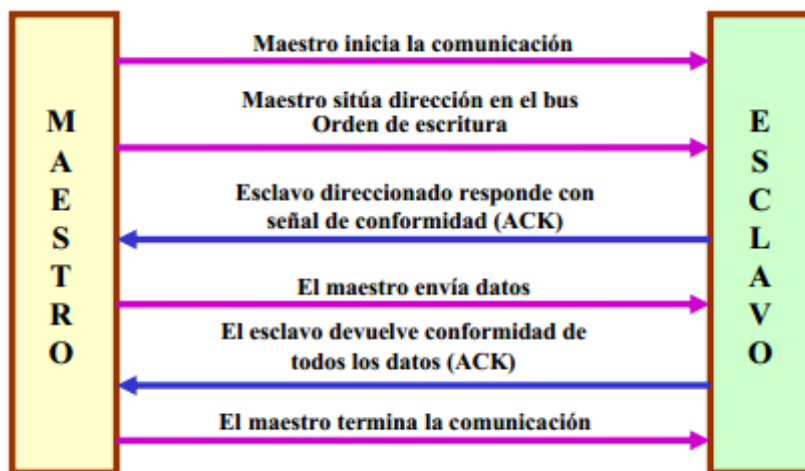 MAESTRO
Maestro inicia la comunicación
Maestro sitúa dirección en el bus
Orden de escritura
Esclavo direccionado responde con
señal de conformidad (ACK)
El maestro envía datos
El esclavo devuelve conformidad de
todos los datos (ACK)
El maestro termina la comunicación
ESCLAVO